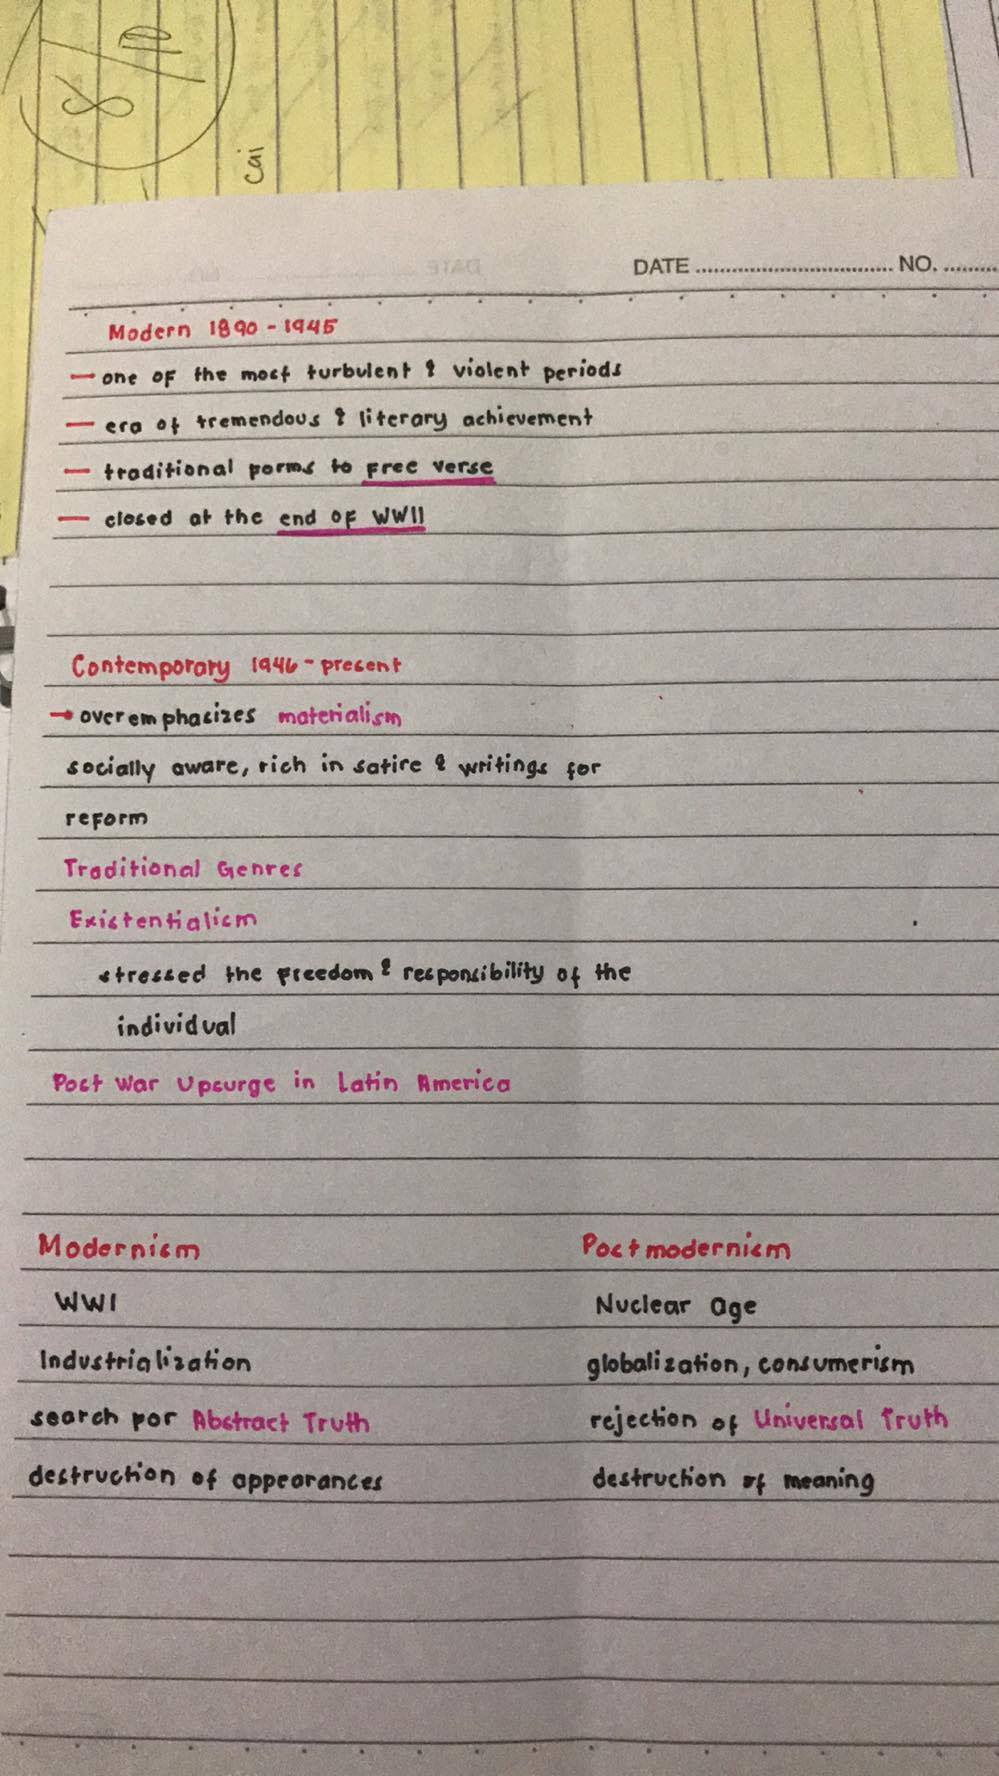 DATE ................................. NO. .........
Modern 1890 - 1945
— one of the most turbulent & violent periods
— era of tremendous & literary achievement
— traditional forms to free verse
— closed at the end of WWII
Contemporary 1946 - present
→ overemphasizes materialism
socially aware, rich in satire & writings for
reform
Traditional Genres
Existentialism
stressed the freedom & responsibility of the
individual
Post War Upsurge in Latin America
Modernism Postmodernism
WWI Nuclear Age
Industrialization globalization, consumerism
search for Abstract Truth rejection of Universal Truth
destruction of appearances destruction of meaning